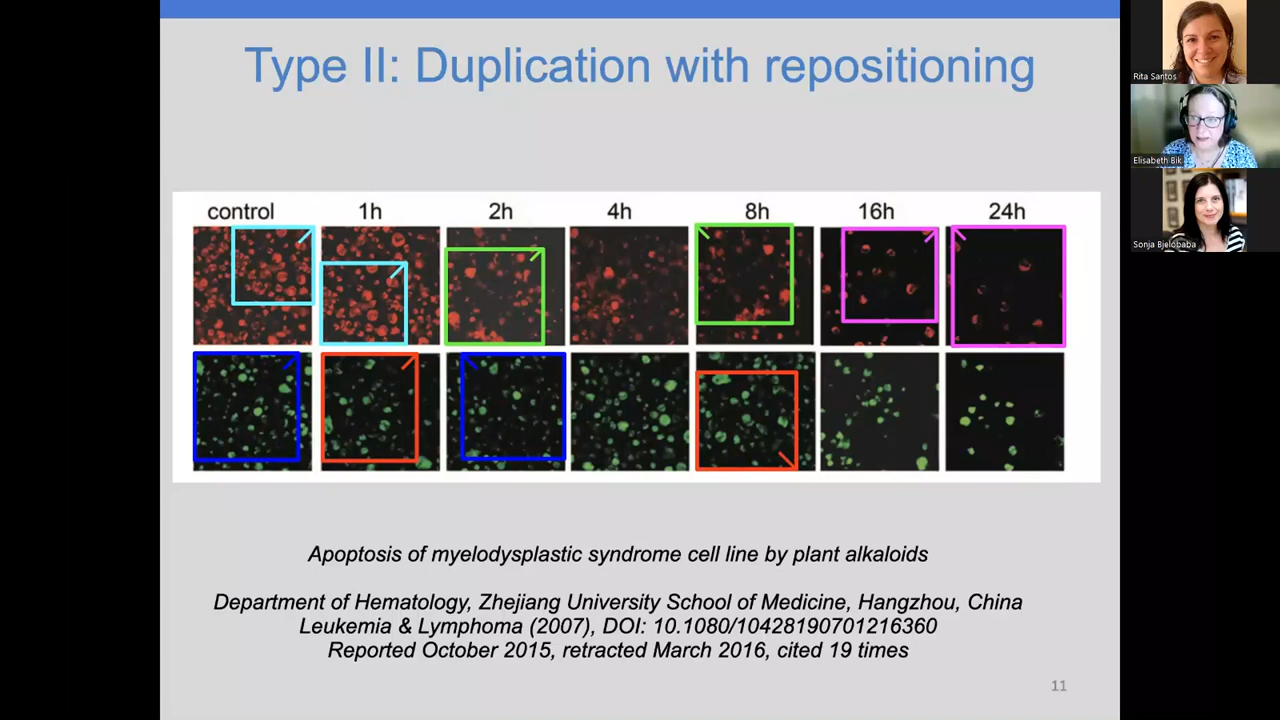 Type II: Duplication with repositioning
control 1h 2h 4h 8h 16h 24h
Apoptosis of myelodysplastic syndrome cell line by plant alkaloids
Department of Hematology, Zhejiang University School of Medicine, Hangzhou, China
Leukemia & Lymphoma (2007), DOI: 10.1080/10428190701216360
Reported October 2015, retracted March 2016, cited 19 times
11
Rita Santos
Elisabeth Bik
Sonja Bjelobaba